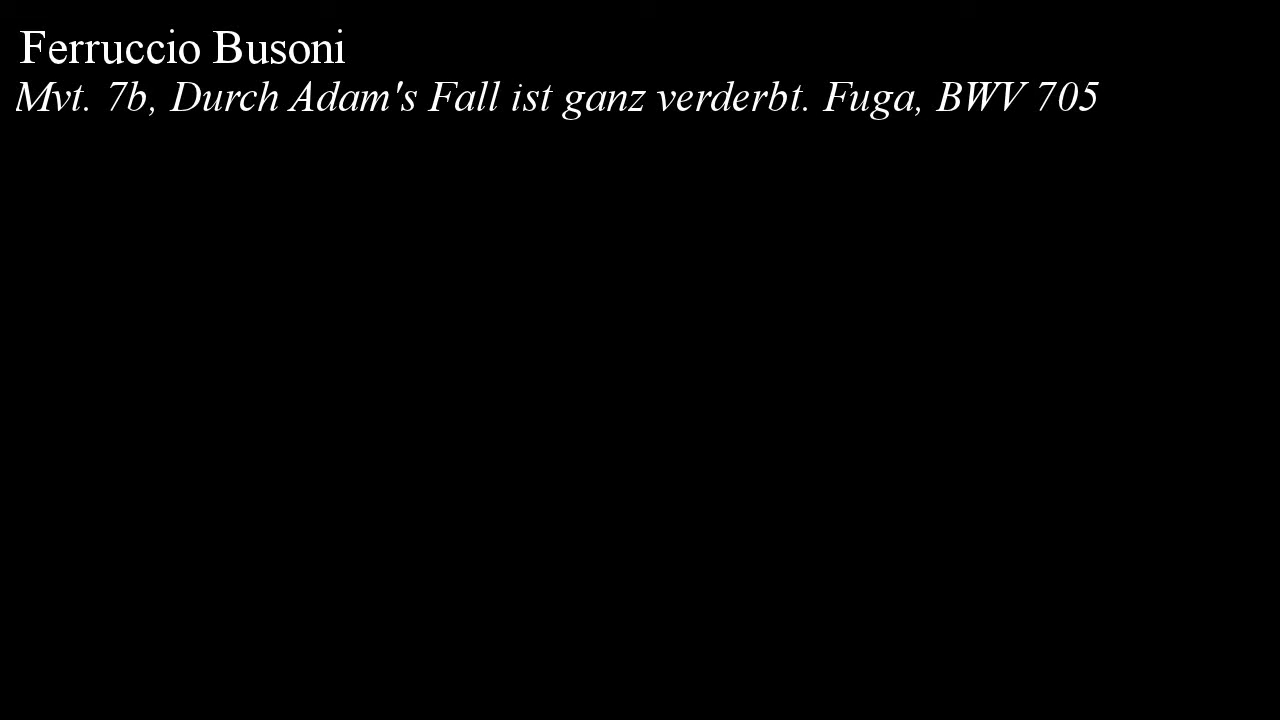 Ferruccio Busoni
Mvt. 7b, Durch Adam's Fall ist ganz verderbt. Fuga, BWV 705